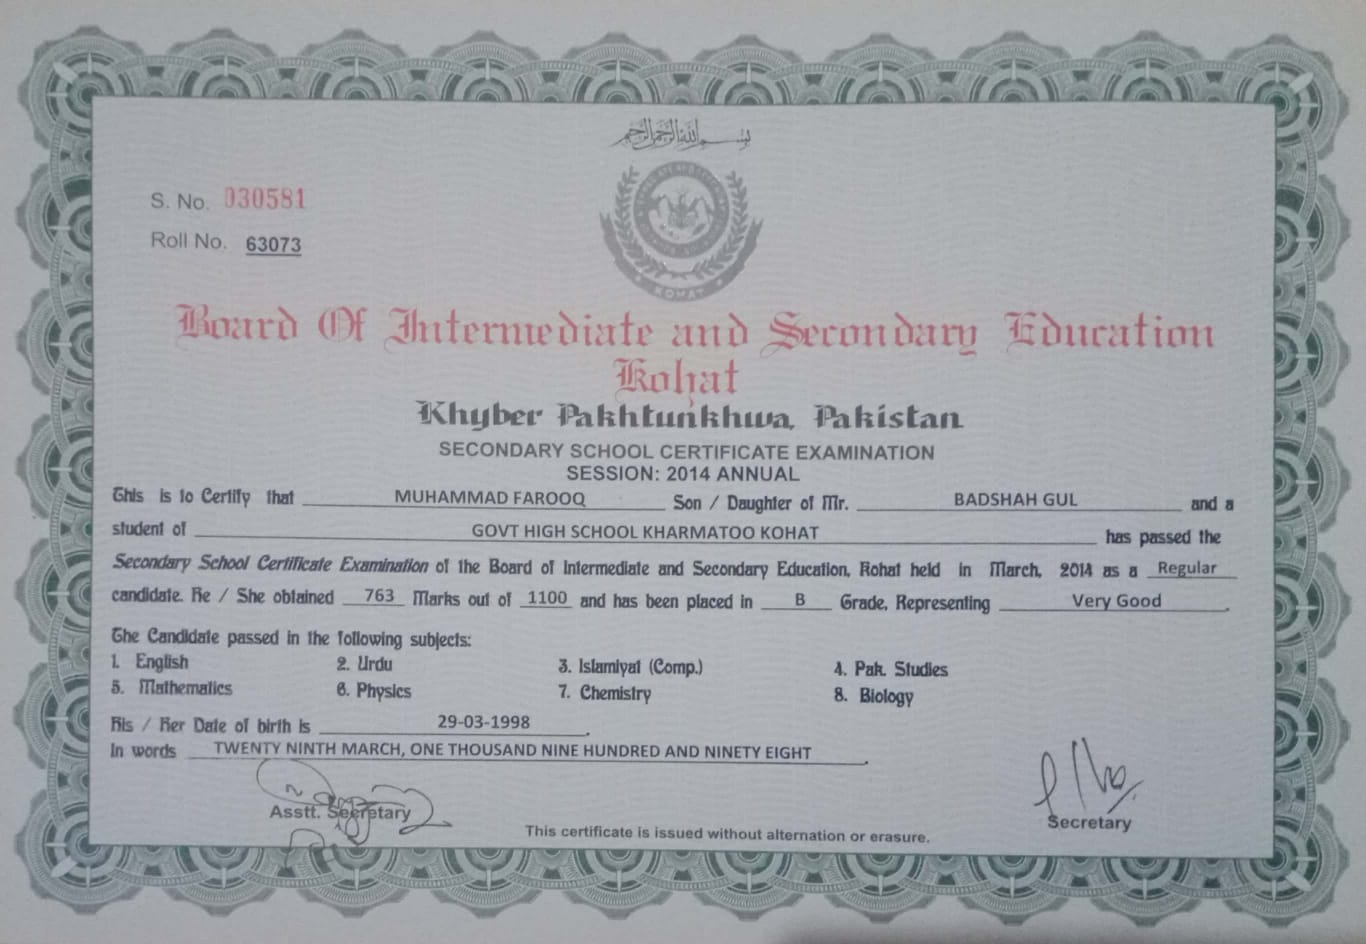 بسم الله الرحمن الرحيم
S. No. 030581
Roll No. 63073
KOHAT
Board Of Intermediate and Secondary Education
Kohat
Khyber Pakhtunkhwa, Pakistan
SECONDARY SCHOOL CERTIFICATE EXAMINATION
SESSION: 2014 ANNUAL
This is to Certify that MUHAMMAD FAROOQ Son / Daughter of Mr. BADSHAH GUL and a
student of GOVT HIGH SCHOOL KHARMATOO KOHAT has passed the
Secondary School Certificate Examination of the Board of Intermediate and Secondary Education, Kohat held in March, 2014 as a Regular
candidate. He / She obtained 763 Marks out of 1100 and has been placed in B Grade, Representing Very Good.
The Candidate passed in the following subjects:
1. English 2. Urdu 3. Islamiyat (Comp.) 4. Pak. Studies
5. Mathematics 6. Physics 7. Chemistry 8. Biology
His / Her Date of birth is 29-03-1998.
In words TWENTY NINTH MARCH, ONE THOUSAND NINE HUNDRED AND NINETY EIGHT.
Asstt. Secretary
Secretary
This certificate is issued without alternation or erasure.